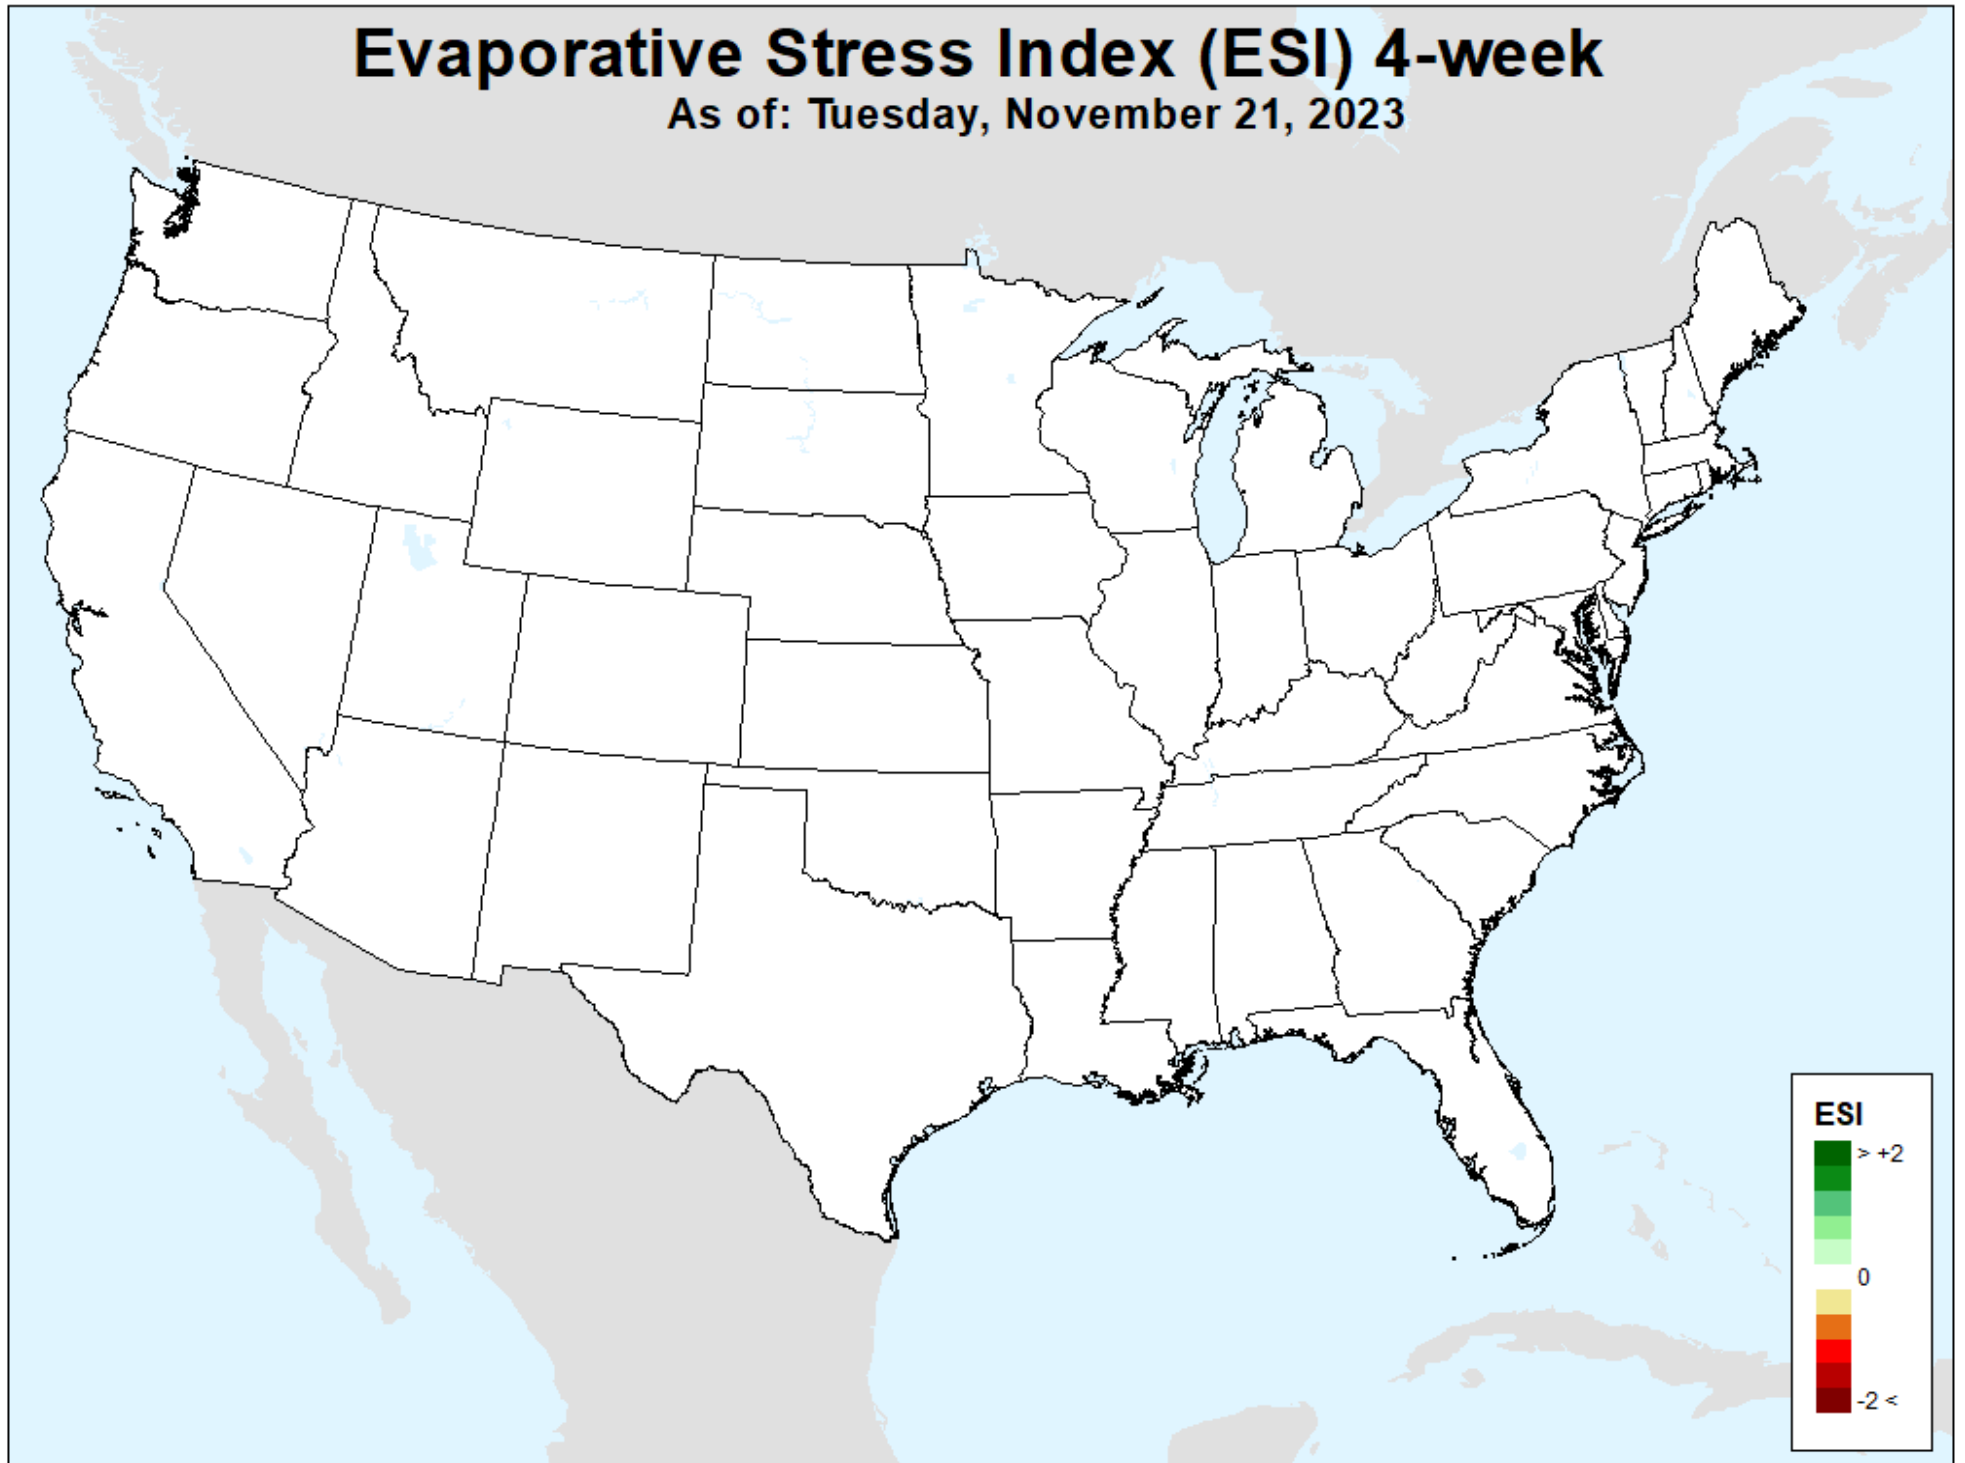 Evaporative Stress Index (ESI) 4-week
As of: Tuesday, November 21, 2023
ESI
> +2
0
-2 <